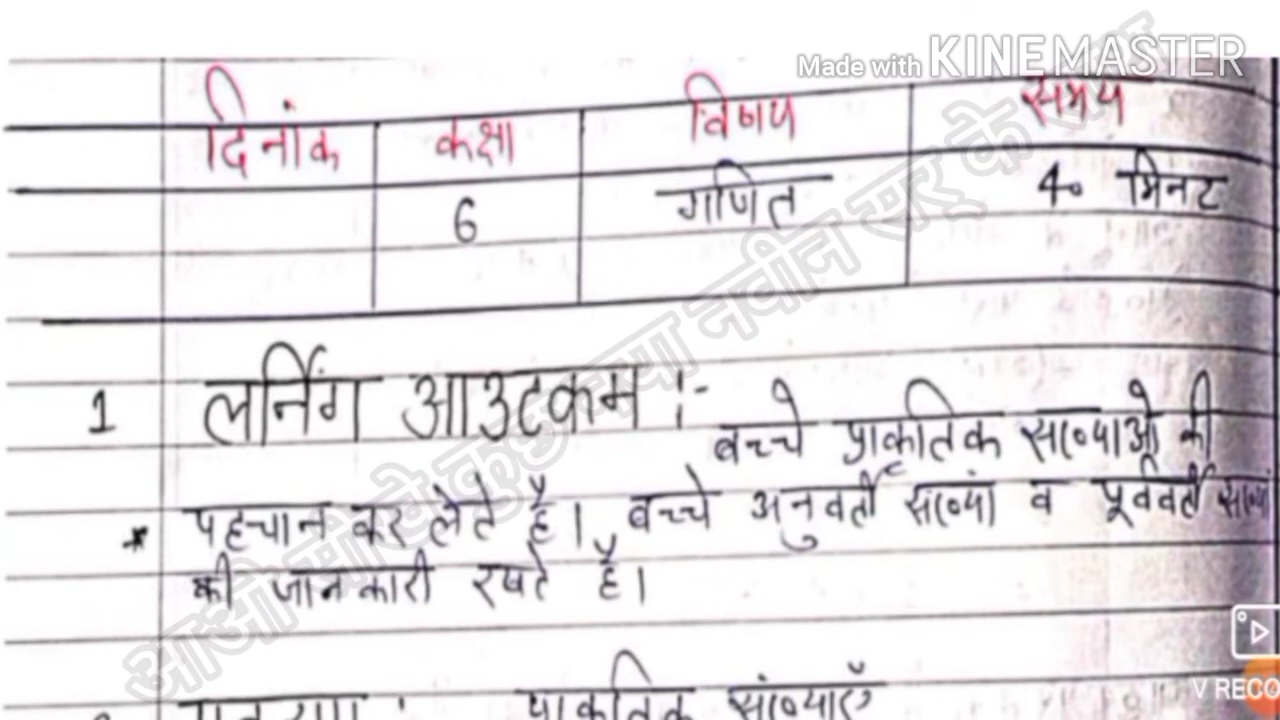 Made with KINEMASTER
दिनांक कक्षा विषय समय
6 गणित 40 मिनट
1 लर्निंग आउटकम :-
बच्चे प्राकृतिक संख्याओ की
* पहचान कर लेते है। बच्चे अनुवर्ती संख्या व पूर्ववर्ती संख्या
की जानकारी रखते है।
प्राकृतिक संख्याएँ
V RECO